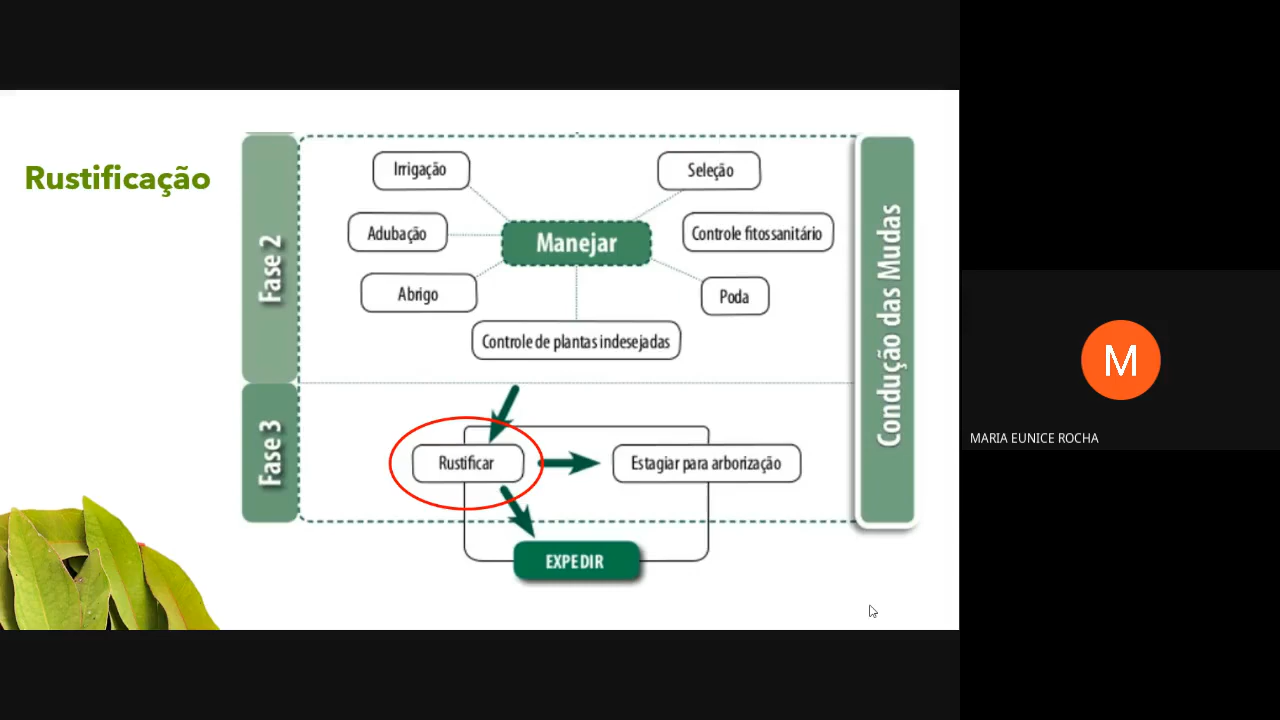 Rustificação
Fase 2
Irrigação
Seleção
Adubação
Manejar
Controle fitossanitário
Abrigo
Poda
Controle de plantas indesejadas
Condução das Mudas
Fase 3
Rustificar
Estagiar para arborização
EXPEDIR
M
MARIA EUNICE ROCHA